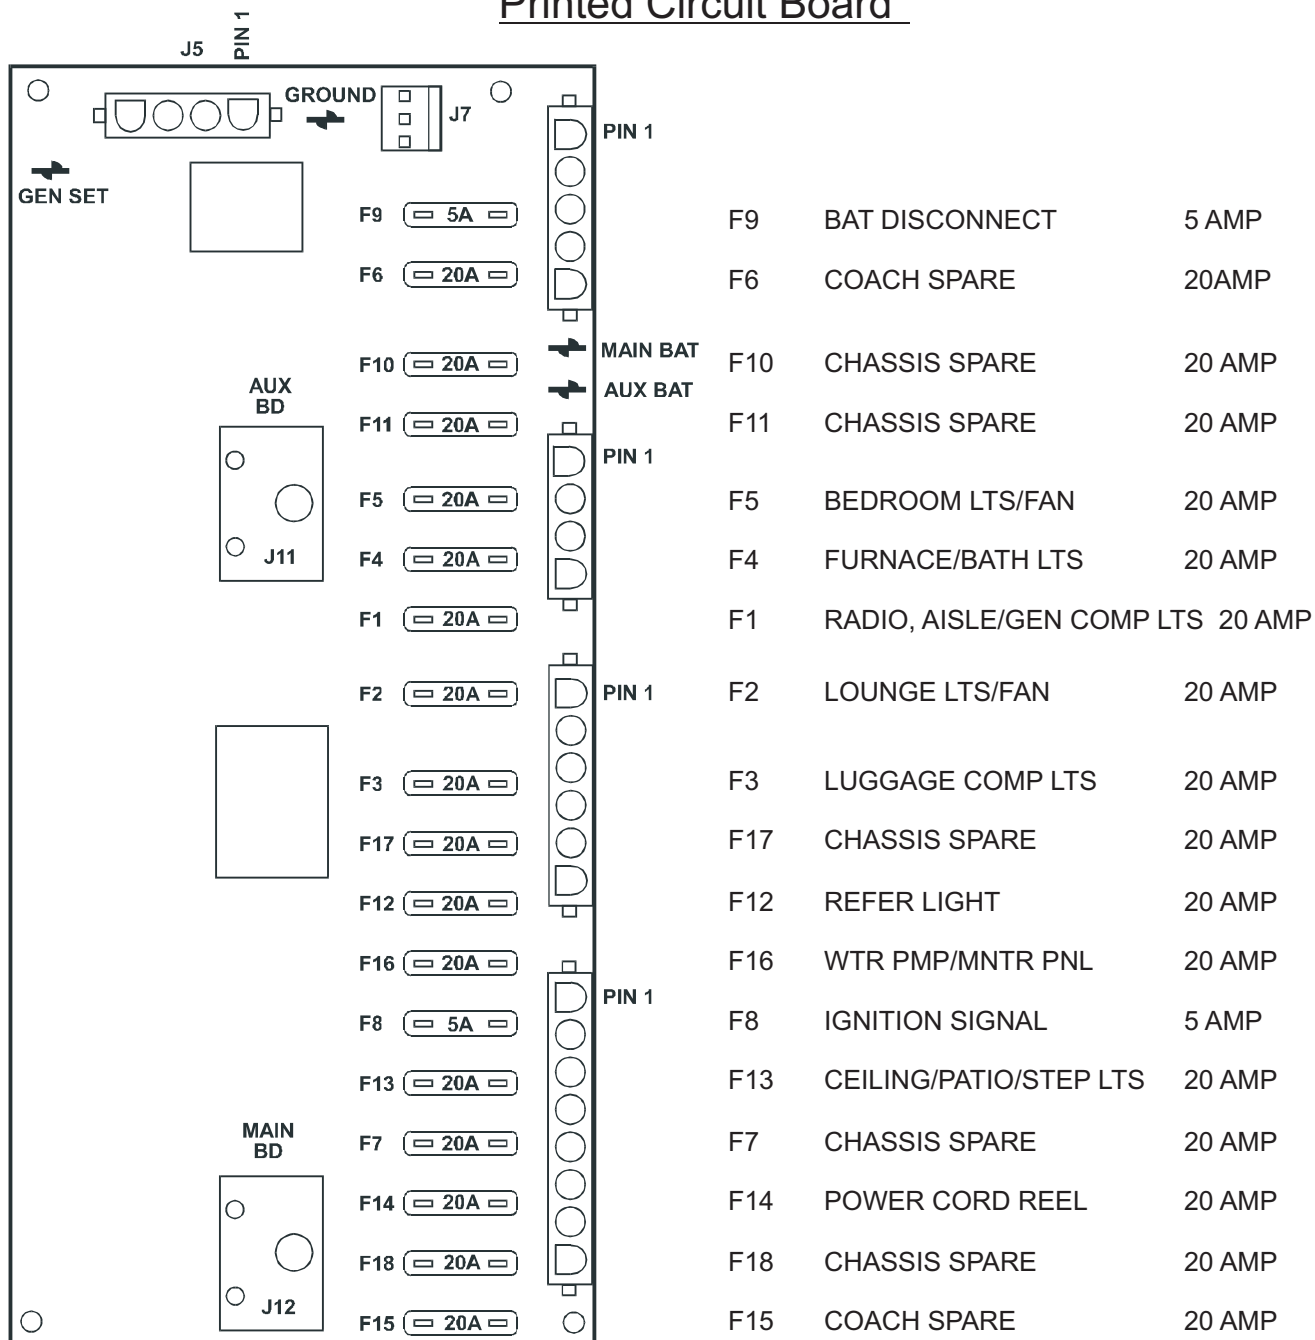 Printed Circuit Board
J5
PIN 1
GROUND
J7
PIN 1
GEN SET
F9 5A
F9 BAT DISCONNECT 5 AMP
F6 20A
F6 COACH SPARE 20AMP
MAIN BAT
F10 20A
F10 CHASSIS SPARE 20 AMP
AUX BAT
AUX
BD
F11 20A
F11 CHASSIS SPARE 20 AMP
PIN 1
F5 20A
F5 BEDROOM LTS/FAN 20 AMP
J11
F4 20A
F4 FURNACE/BATH LTS 20 AMP
F1 20A
F1 RADIO, AISLE/GEN COMP LTS 20 AMP
F2 20A
PIN 1
F2 LOUNGE LTS/FAN 20 AMP
F3 20A
F3 LUGGAGE COMP LTS 20 AMP
F17 20A
F17 CHASSIS SPARE 20 AMP
F12 20A
F12 REFER LIGHT 20 AMP
F16 20A
F16 WTR PMP/MNTR PNL 20 AMP
PIN 1
F8 5A
F8 IGNITION SIGNAL 5 AMP
F13 20A
F13 CEILING/PATIO/STEP LTS 20 AMP
MAIN
BD
F7 20A
F7 CHASSIS SPARE 20 AMP
F14 20A
F14 POWER CORD REEL 20 AMP
F18 20A
F18 CHASSIS SPARE 20 AMP
J12
F15 20A
F15 COACH SPARE 20 AMP